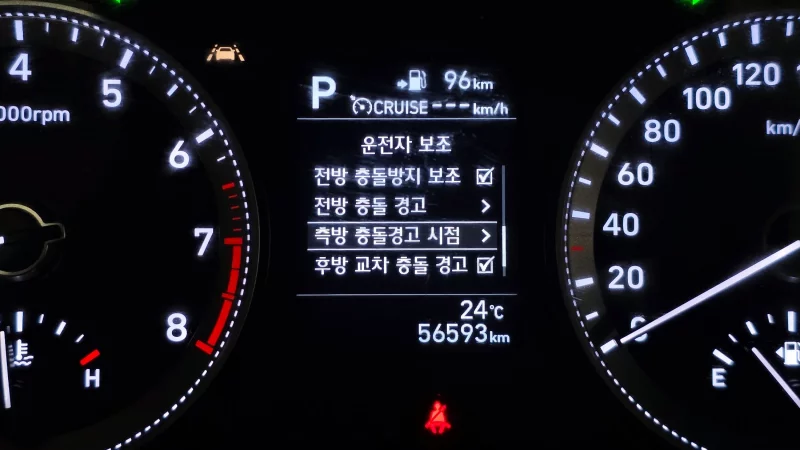 P
96km
CRUISE ---km/h
운전자 보조
전방 충돌방지 보조
전방 충돌 경고
측방 충돌경고 시점
후방 교차 충돌 경고
24℃
56593km
4
5
6
7
8
000rpm
H
0
20
40
60
80
100
120
km/
E